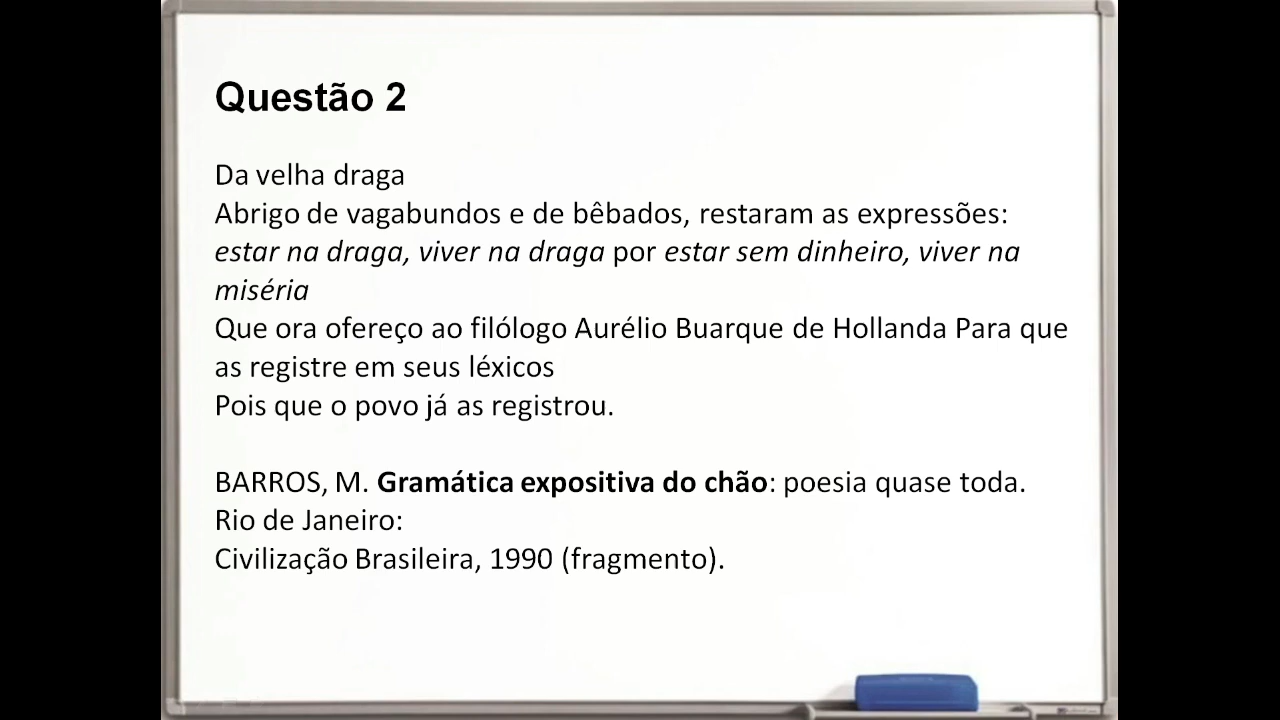 Questão 2
Da velha draga
Abrigo de vagabundos e de bêbados, restaram as expressões:
estar na draga, viver na draga por estar sem dinheiro, viver na
miséria
Que ora ofereço ao filólogo Aurélio Buarque de Hollanda Para que
as registre em seus léxicos
Pois que o povo já as registrou.
BARROS, M. Gramática expositiva do chão: poesia quase toda.
Rio de Janeiro:
Civilização Brasileira, 1990 (fragmento).